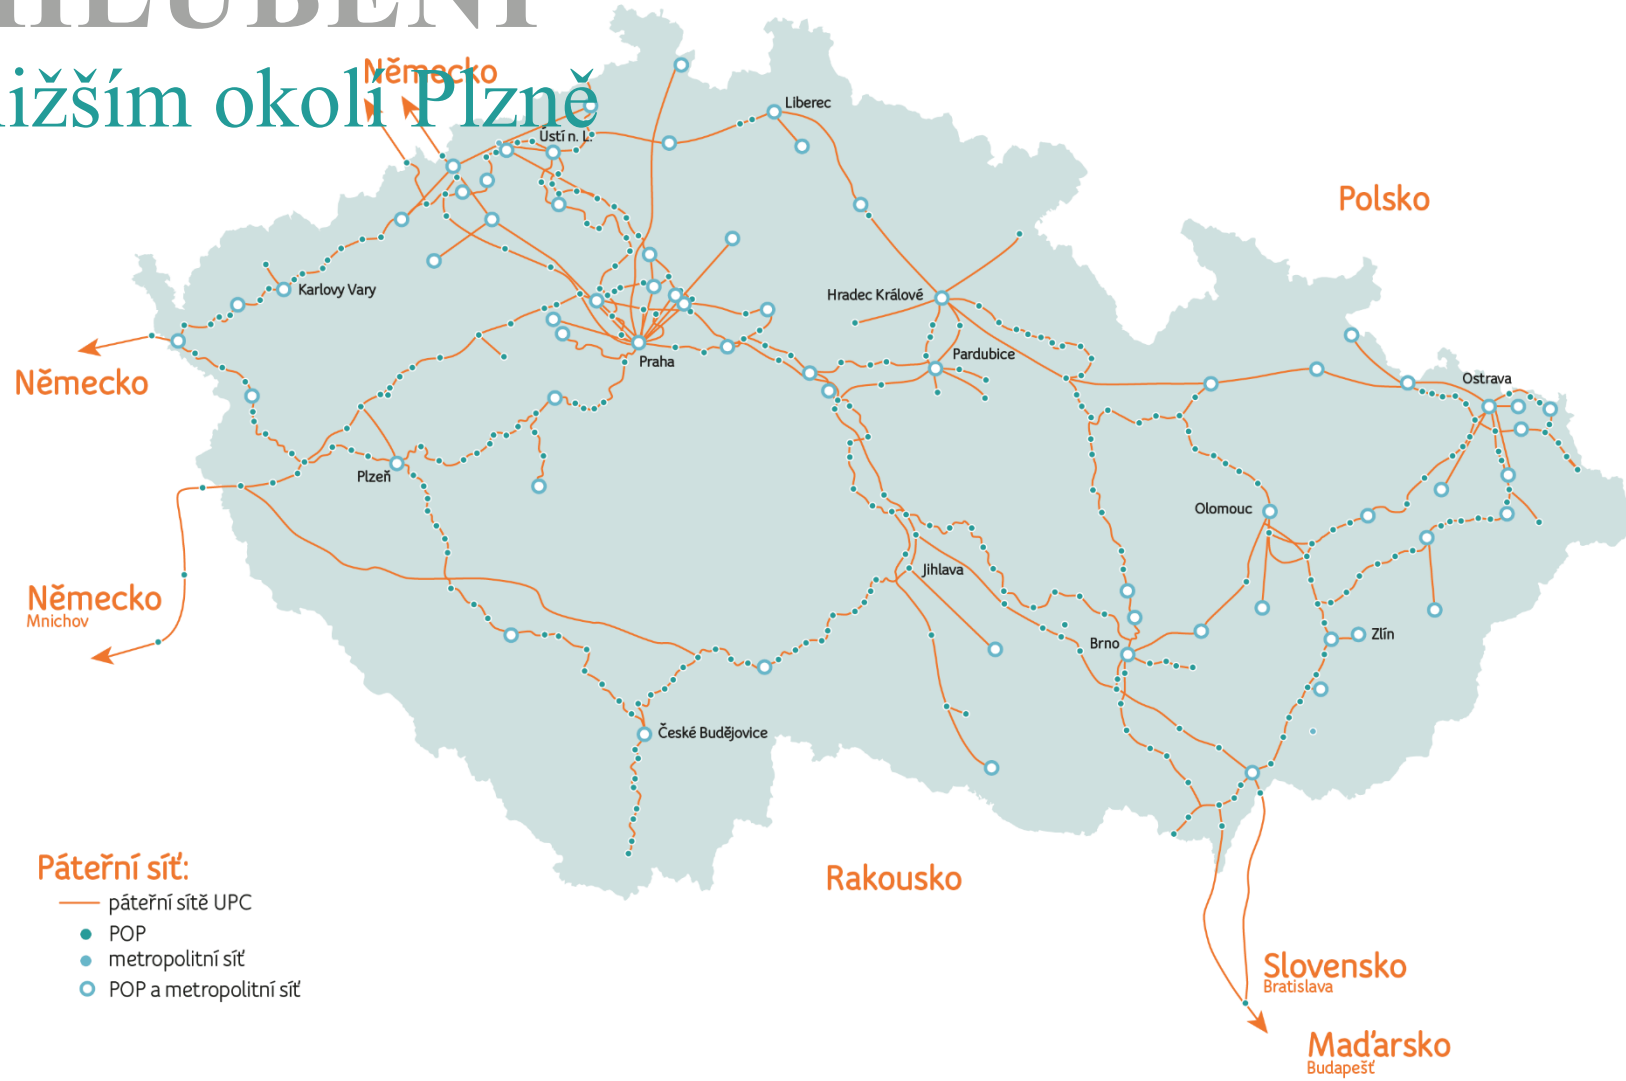 ižším okolí Plzně
Německo
Liberec
Ústí n. L.
Polsko
Karlovy Vary
Hradec Králové
Německo
Praha
Pardubice
Ostrava
Plzeň
Olomouc
Německo
Mnichov
Jihlava
Brno
Zlín
České Budějovice
Páteřní síť:
páteřní sítě UPC
POP
metropolitní síť
POP a metropolitní síť
Rakousko
Slovensko
Bratislava
Maďarsko
Budapešť